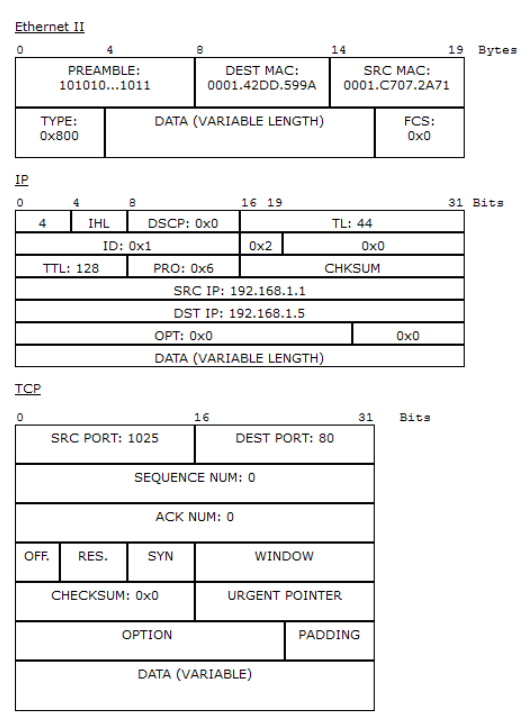 Ethernet II
0 4 8 14 19 Bytes
PREAMBLE: DEST MAC: SRC MAC:
101010...1011 0001.42DD.599A 0001.C707.2A71
TYPE: DATA (VARIABLE LENGTH) FCS:
0x800 0x0
IP
0 4 8 16 19 31 Bits
4 IHL DSCP: 0x0 TL: 44
ID: 0x1 0x2 0x0
TTL: 128 PRO: 0x6 CHKSUM
SRC IP: 192.168.1.1
DST IP: 192.168.1.5
OPT: 0x0 0x0
DATA (VARIABLE LENGTH)
TCP
0 16 31 Bits
SRC PORT: 1025 DEST PORT: 80
SEQUENCE NUM: 0
ACK NUM: 0
OFF. RES. SYN WINDOW
CHECKSUM: 0x0 URGENT POINTER
OPTION PADDING
DATA (VARIABLE)